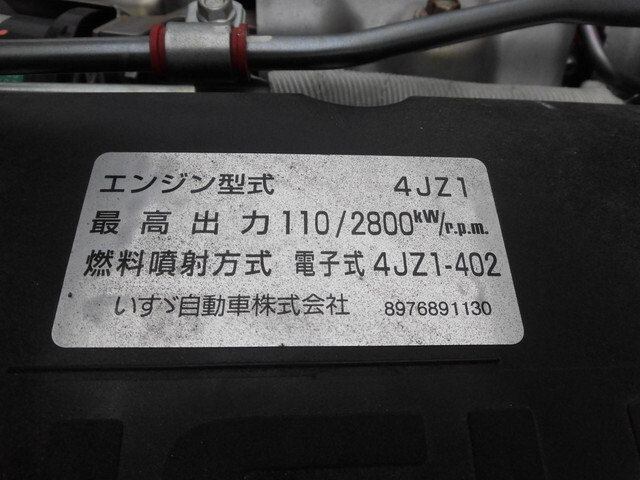 エンジン型式 4JZ1
最高出力 110/2800kW/r.p.m.
燃料噴射方式 電子式 4JZ1-402
いすゞ自動車株式会社 8976891130